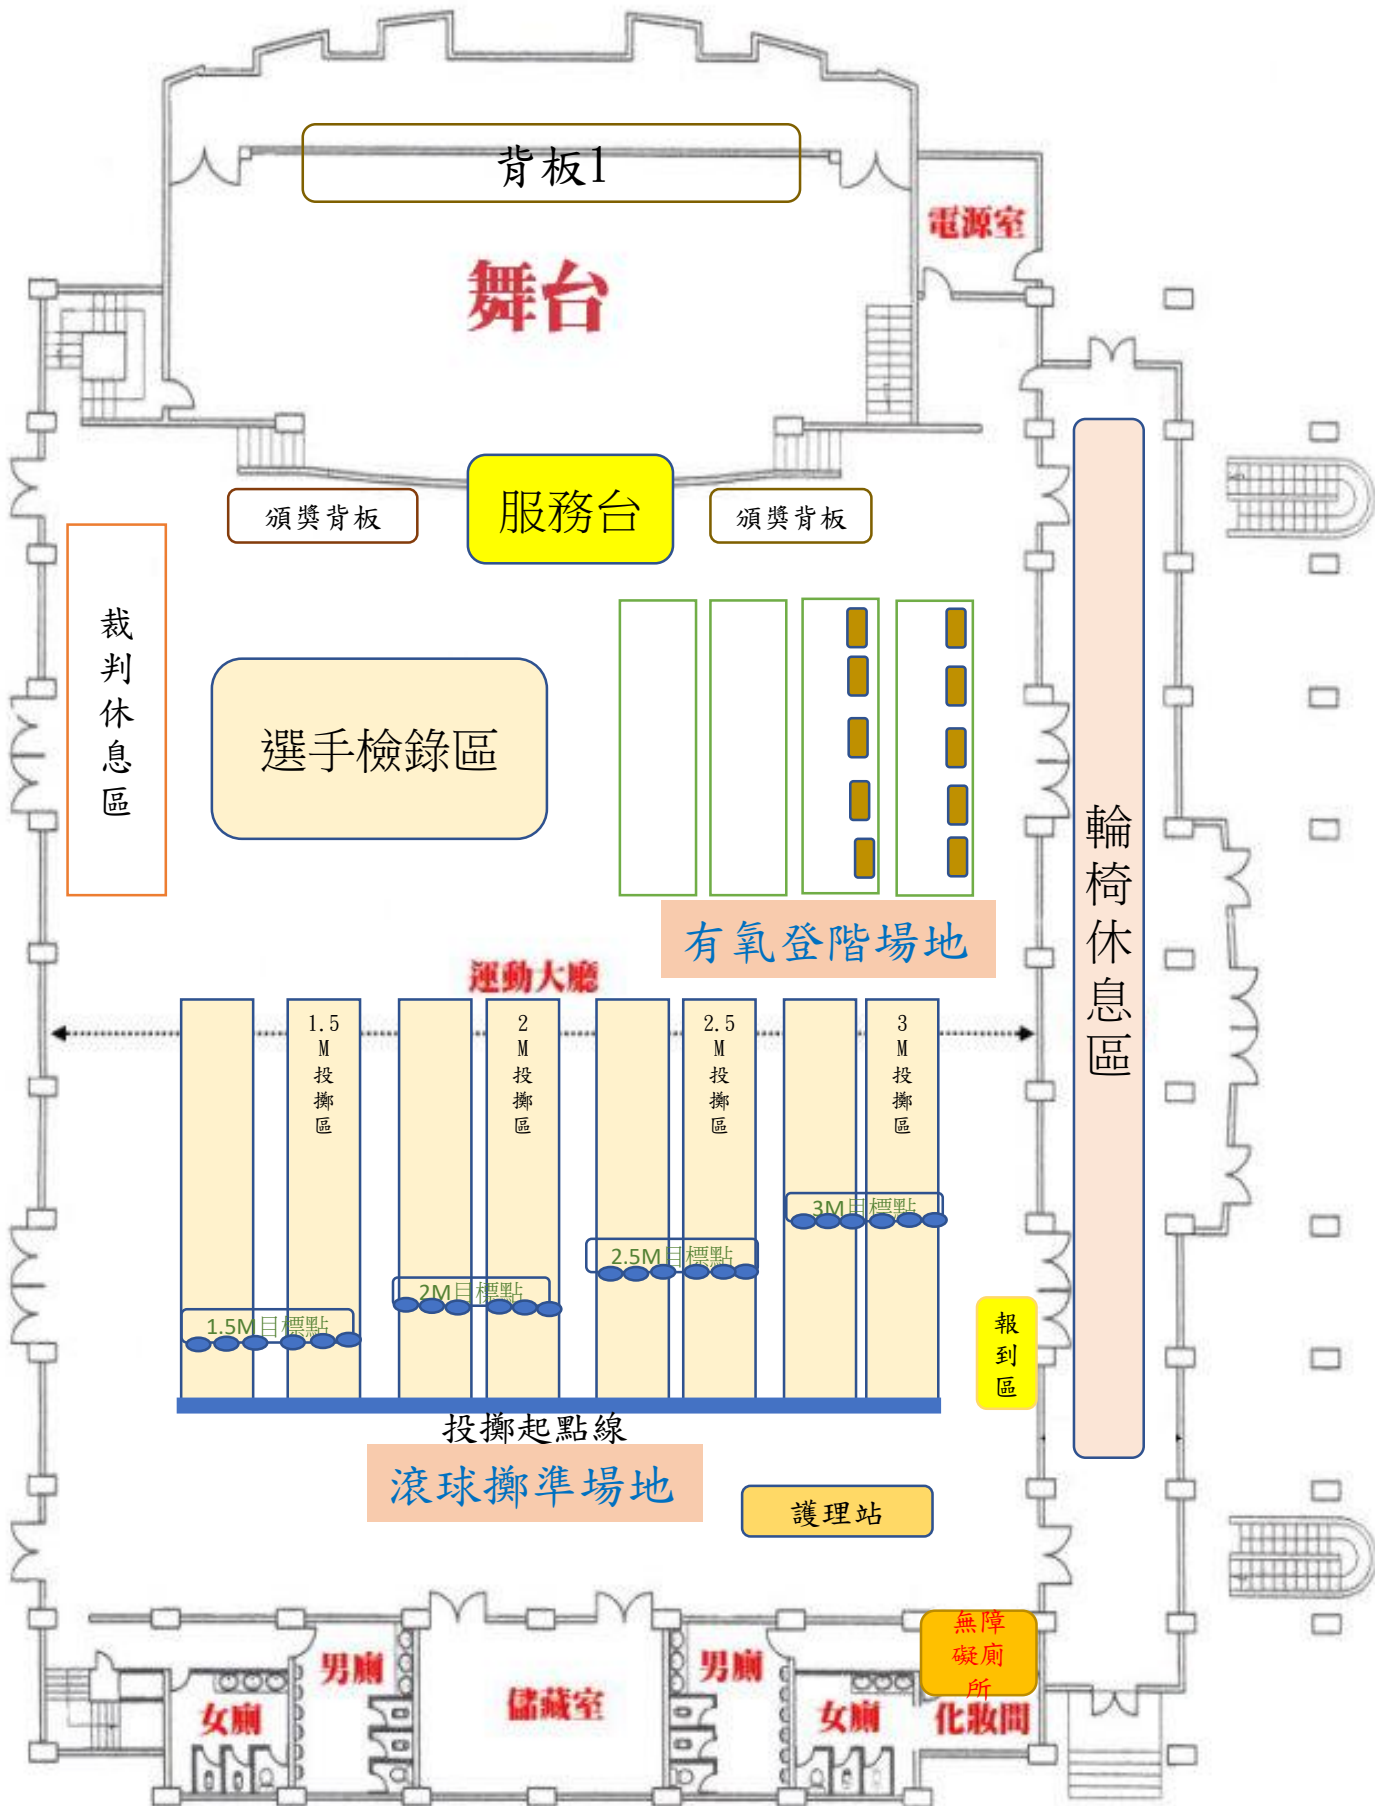 背板1
電源室
舞台
頒獎背板
服務台
頒獎背板
裁判休息區
選手檢錄區
輪椅休息區
有氧登階場地
運動大廳
1.5M投擲區
2M投擲區
2.5M投擲區
3M投擲區
3M目標點
2.5M目標點
2M目標點
1.5M目標點
報到區
投擲起點線
滾球擲準場地
護理站
無障
礙廁
所
男廁
男廁
女廁
儲藏室
女廁
化妝間